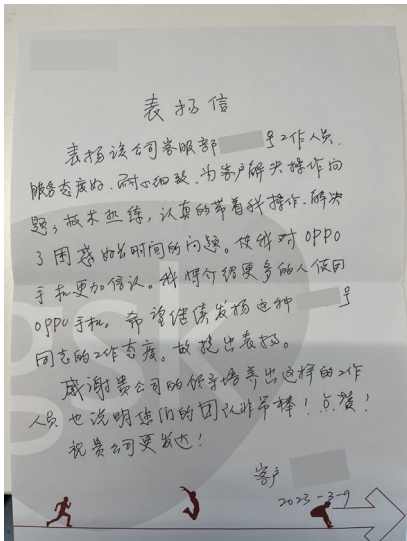 表扬信
表扬该公司客服部 号工作人员.
服务态度好、耐心细致、为客户解决操作问
题，技术熟练，认真的带着我操作.解决
了困惑好长时间的问题。使我对OPPO
手机更加信认。我将介绍更多的人使用
OPPO手机。希望继续发扬这种 号
同志的工作态度。故提出表扬。
感谢贵公司的领导培养出这样的工作
人员也说明您们的团队非常棒！点赞！
祝贵公司更发达！
客户
2023-3-9
gsk